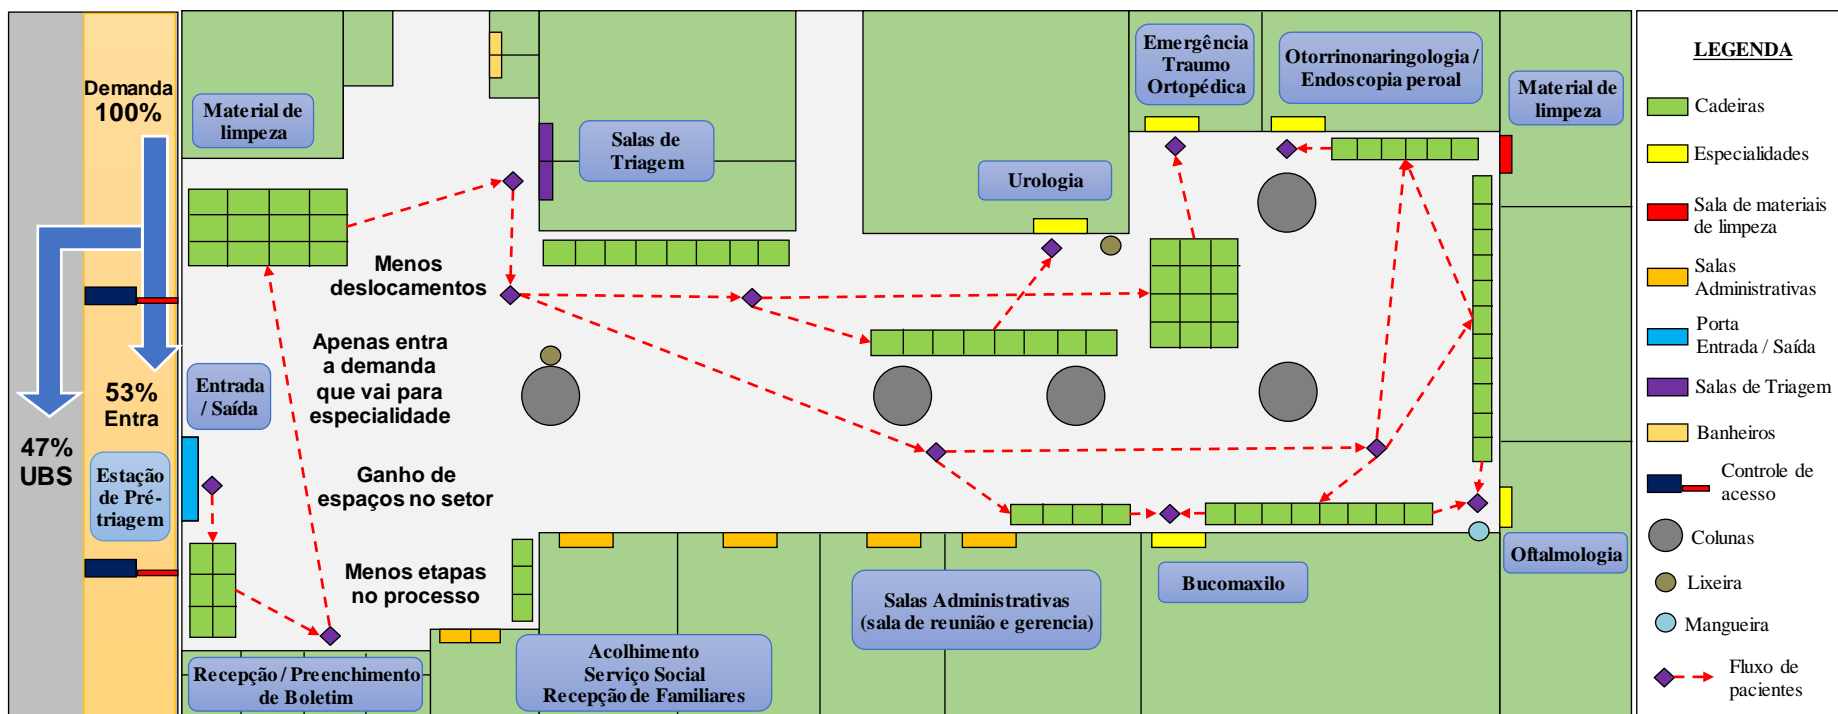 Demanda
100%
53%
Entra
47%
UBS
Estação
de Pré-
triagem
Entrada
/ Saída
Material de
limpeza
Salas de
Triagem
Menos
deslocamentos
Apenas entra
a demanda
que vai para
especialidade
Ganho de
espaços no setor
Menos etapas
no processo
Recepção / Preenchimento
de Boletim
Acolhimento
Serviço Social
Recepção de Familiares
Salas Administrativas
(sala de reunião e gerencia)
Bucomaxilo
Urologia
Emergência
Traumo
Ortopédica
Otorrinonaringologia /
Endoscopia peroal
Material de
limpeza
Oftalmologia
LEGENDA
Cadeiras
Especialidades
Sala de materiais
de limpeza
Salas
Administrativas
Porta
Entrada / Saída
Salas de Triagem
Banheiros
Controle de
acesso
Colunas
Lixeira
Mangueira
Fluxo de
pacientes